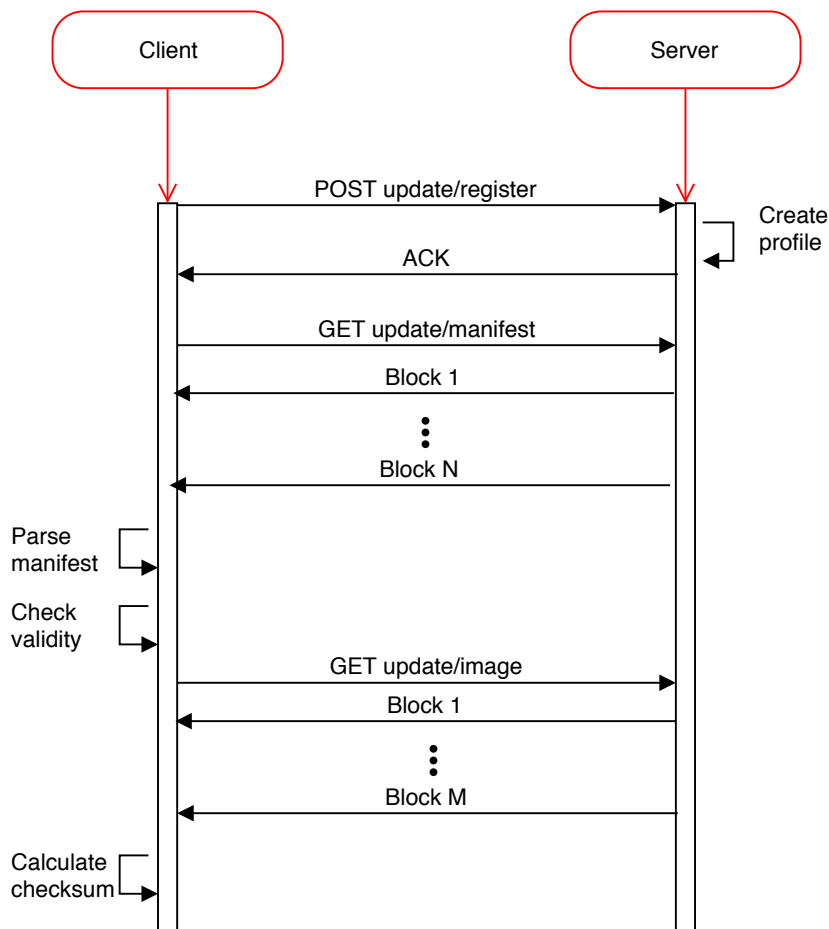 Client
Server
POST update/register
Create
profile
ACK
GET update/manifest
Block 1
Block N
Parse
manifest
Check
validity
GET update/image
Block 1
Block M
Calculate
checksum